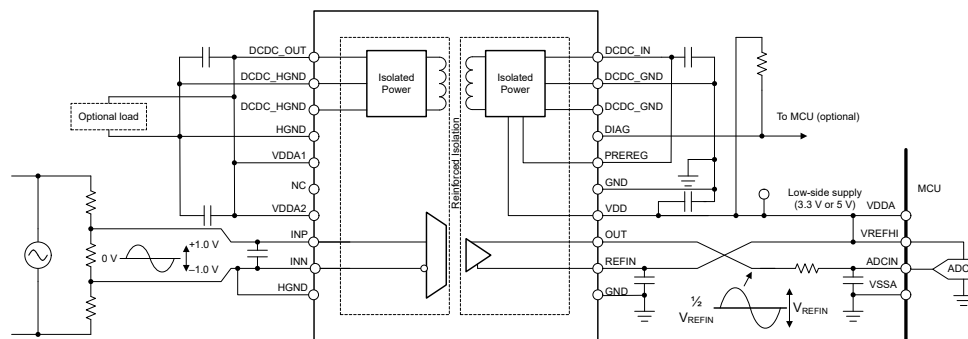 DCDC_OUT
DCDC_HGND
DCDC_HGND
HGND
VDDA1
NC
VDDA2
INP
INN
HGND
Optional load
0 V
+1.0 V
–1.0 V
Isolated
Power
Reinforced Isolation
Isolated
Power
DCDC_IN
DCDC_GND
DCDC_GND
DIAG
PREREG
GND
VDD
OUT
REFIN
GND
To MCU (optional)
Low-side supply
(3.3 V or 5 V)
MCU
VDDA
VREFHI
ADCIN
VSSA
ADC
½
VREFIN
VREFIN